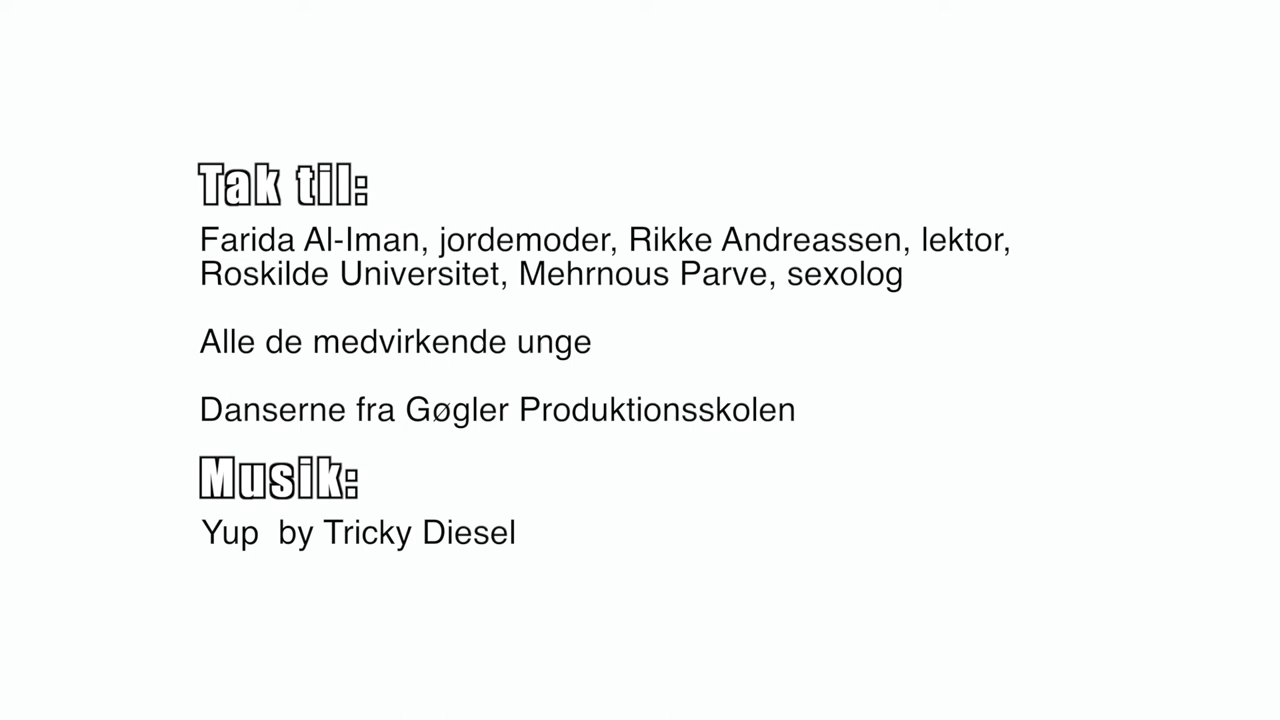 Tak til:
Farida Al-Iman, jordemoder, Rikke Andreassen, lektor,
Roskilde Universitet, Mehrnous Parve, sexolog
Alle de medvirkende unge
Danserne fra Gøgler Produktionsskolen
Musik:
Yup  by Tricky Diesel